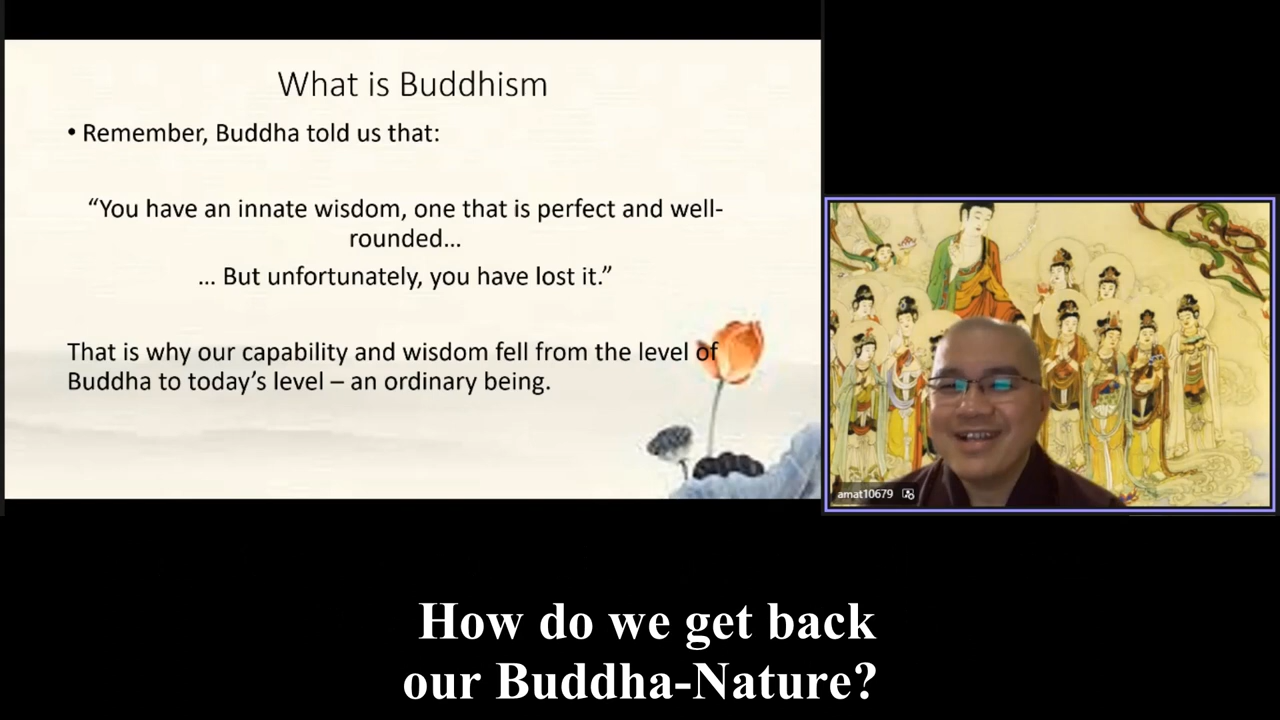 What is Buddhism
• Remember, Buddha told us that:
“You have an innate wisdom, one that is perfect and well-
rounded...
... But unfortunately, you have lost it.”
That is why our capability and wisdom fell from the level of
Buddha to today’s level – an ordinary being.
amat10679
How do we get back
our Buddha-Nature?